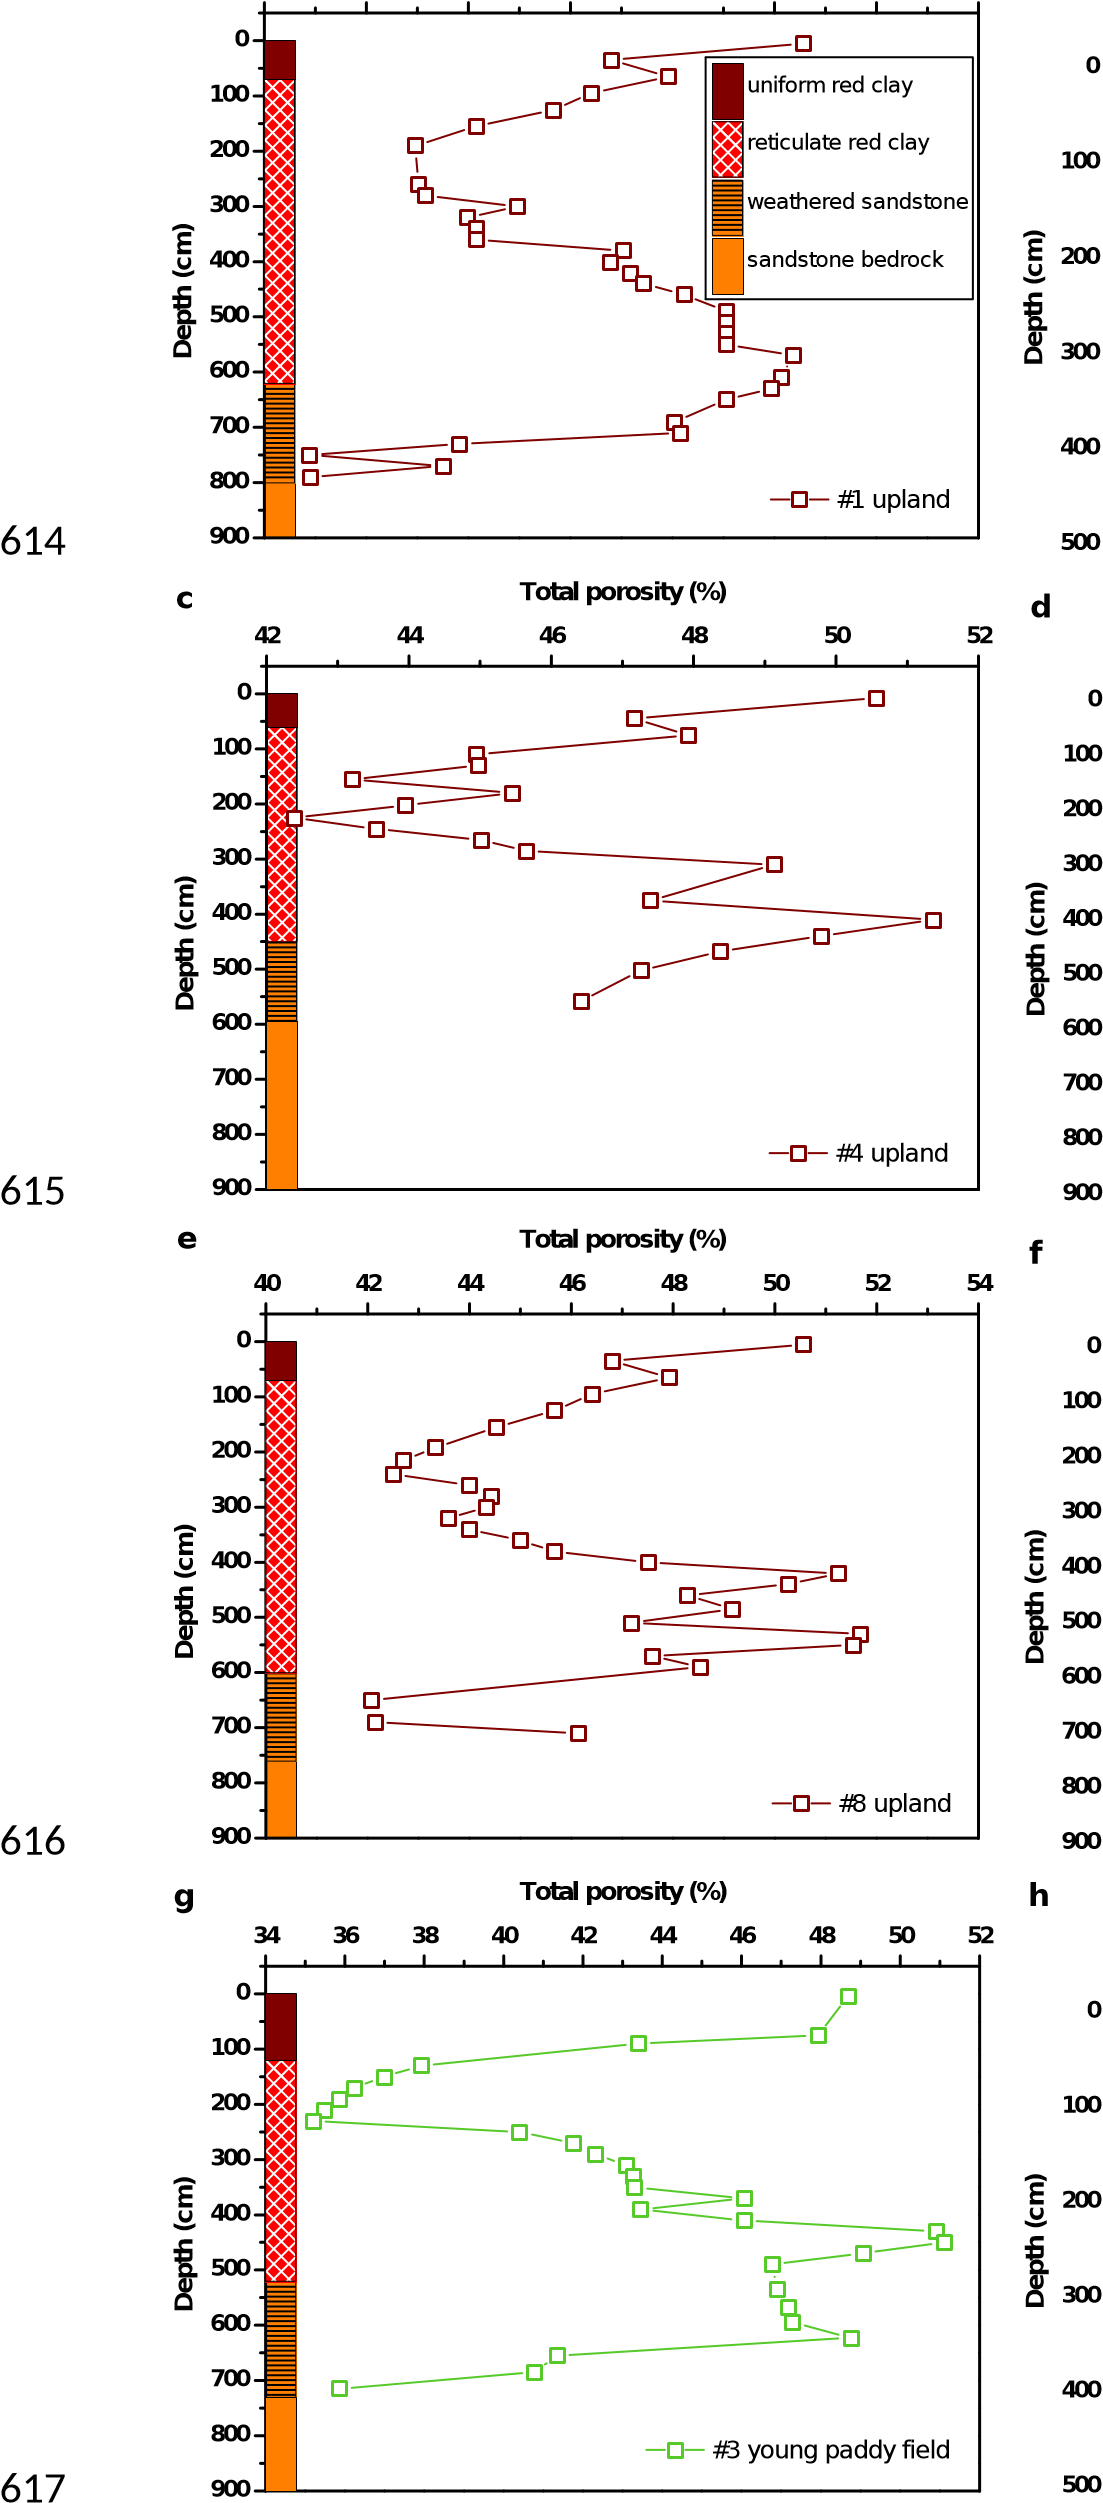 0
100
200
300
400
500
600
700
800
900
Depth (cm)
uniform red clay
reticulate red clay
weathered sandstone
sandstone bedrock
#1 upland
0
100
200
300
400
500
Depth (cm)
614
c
Total porosity (%)
d
42 44 46 48 50 52
0
100
200
300
400
500
600
700
800
900
Depth (cm)
#4 upland
0
100
200
300
400
500
600
700
800
900
Depth (cm)
615
e
Total porosity (%)
f
40 42 44 46 48 50 52 54
0
100
200
300
400
500
600
700
800
900
Depth (cm)
#8 upland
0
100
200
300
400
500
600
700
800
900
Depth (cm)
616
g
Total porosity (%)
h
34 36 38 40 42 44 46 48 50 52
0
100
200
300
400
500
600
700
800
900
Depth (cm)
#3 young paddy field
0
100
200
300
400
500
Depth (cm)
617